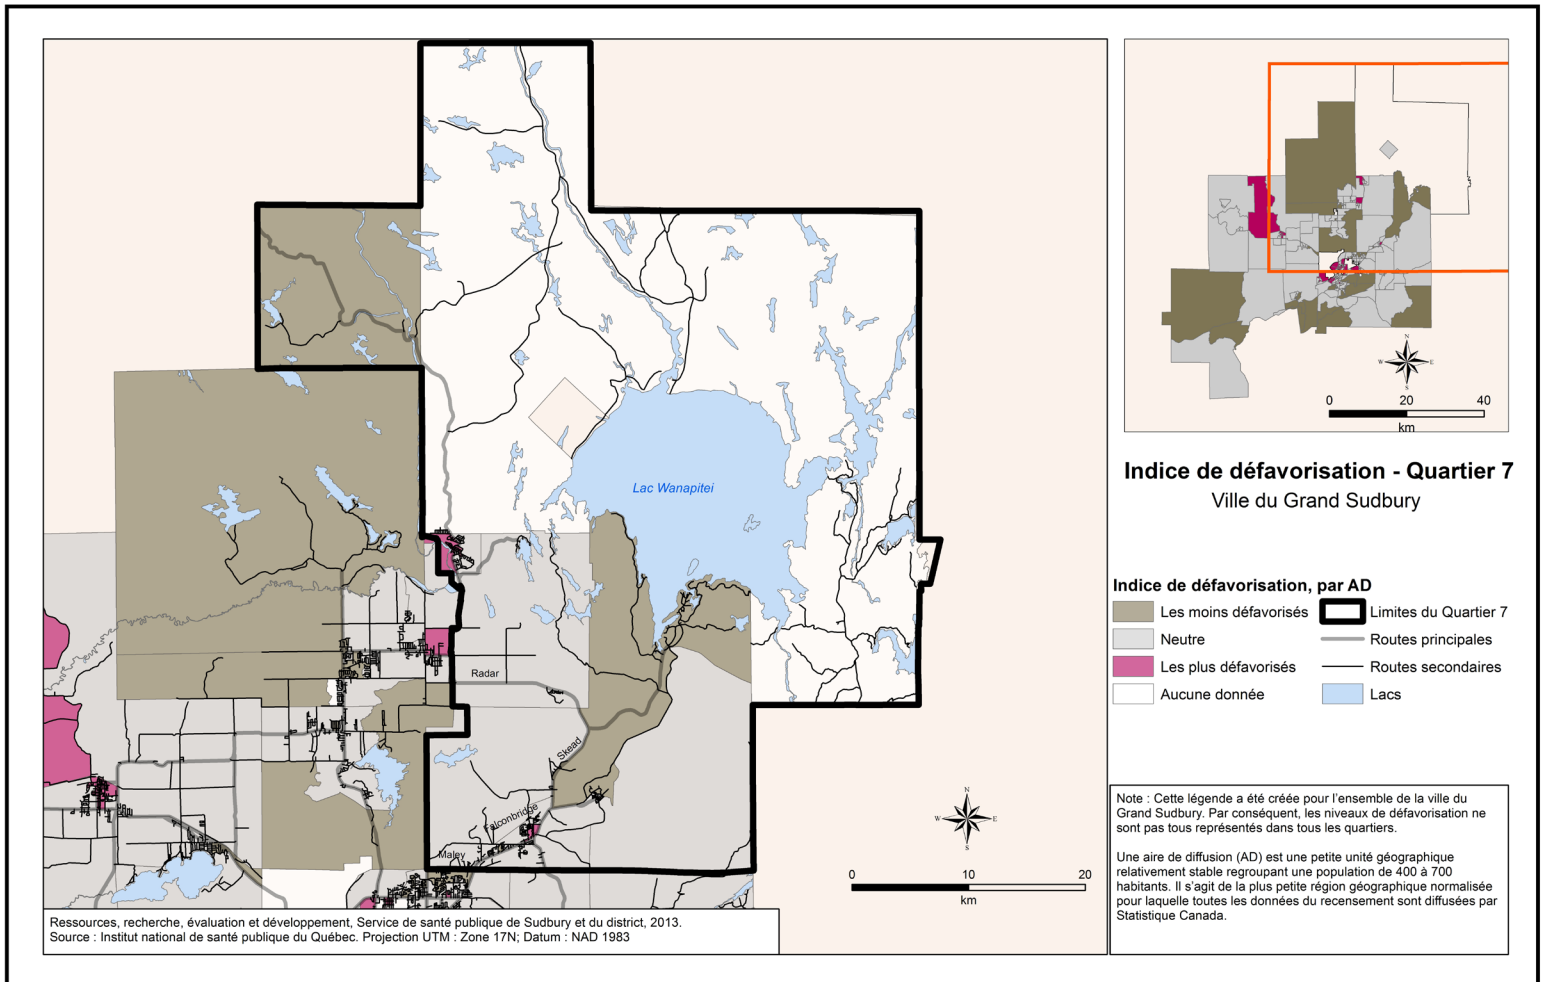 Lac Wanapitei
Radar
Skead
Falconbridge
Maley
N
W
E
S
0
10
20
km
Ressources, recherche, évaluation et développement, Service de santé publique de Sudbury et du district, 2013.
Source : Institut national de santé publique du Québec. Projection UTM : Zone 17N; Datum : NAD 1983
N
W
E
S
0
20
40
km
Indice de défavorisation - Quartier 7
Ville du Grand Sudbury
Indice de défavorisation, par AD
Les moins défavorisés
Neutre
Les plus défavorisés
Aucune donnée
Limites du Quartier 7
Routes principales
Routes secondaires
Lacs
Note : Cette légende a été créée pour l'ensemble de la ville du
Grand Sudbury. Par conséquent, les niveaux de défavorisation ne
sont pas tous représentés dans tous les quartiers.
Une aire de diffusion (AD) est une petite unité géographique
relativement stable regroupant une population de 400 à 700
habitants. Il s'agit de la plus petite région géographique normalisée
pour laquelle toutes les données du recensement sont diffusées par
Statistique Canada.